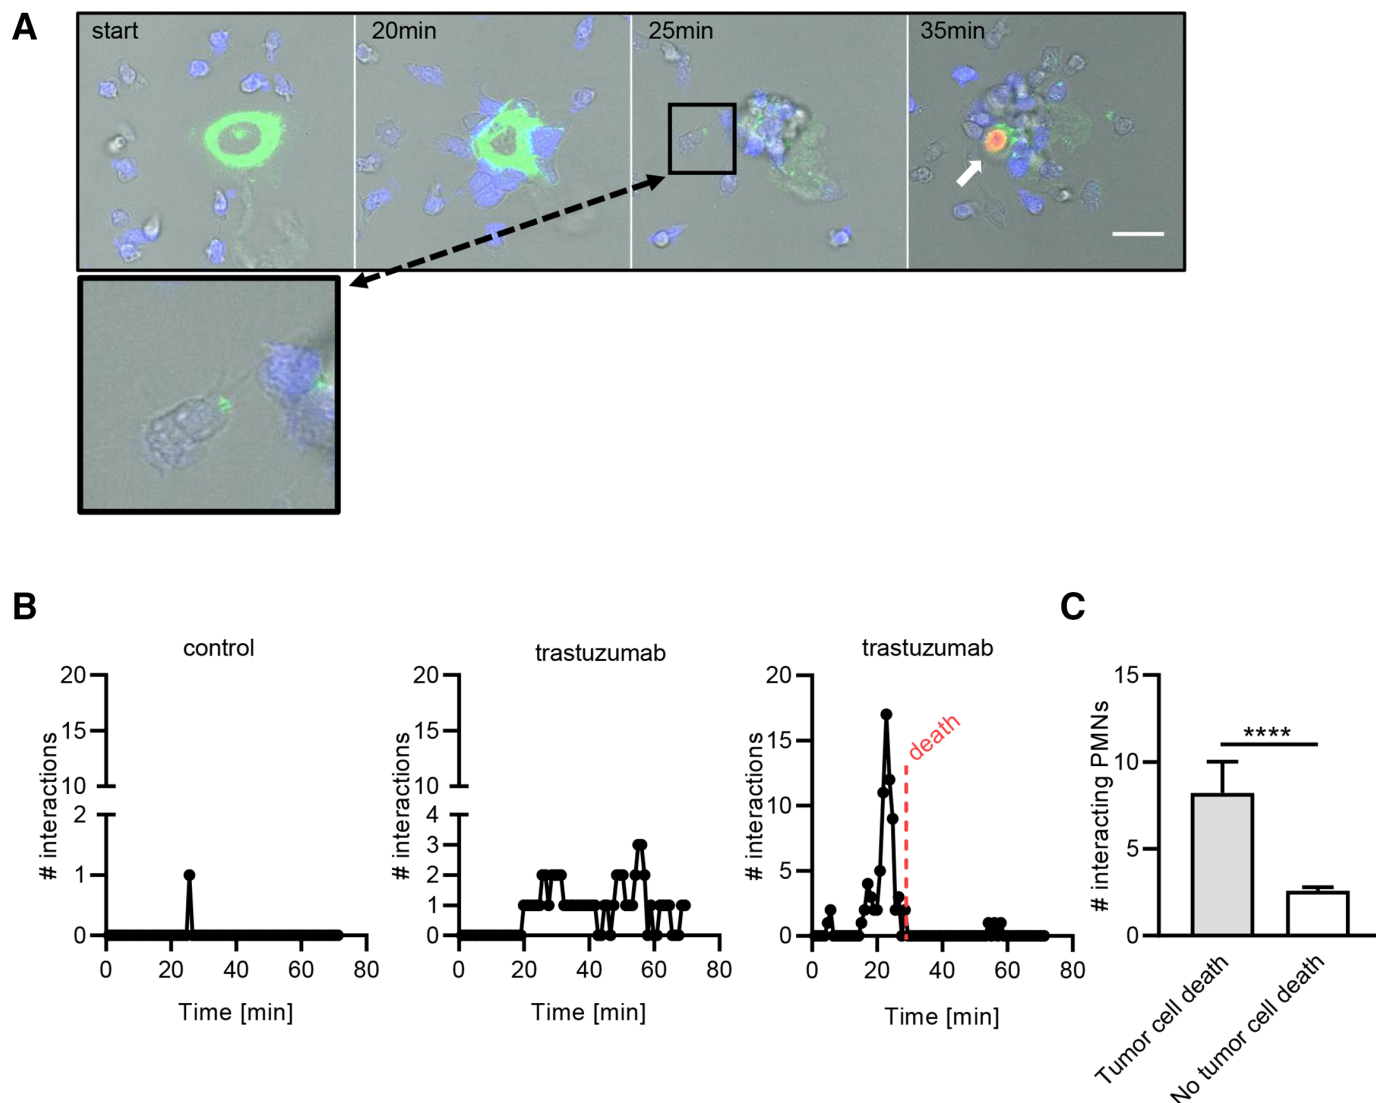 A
start
20min
25min
35min
B
control
# interactions
20
15
10
2
1
0
0
20
40
60
80
Time [min]
trastuzumab
# interactions
20
15
10
4
3
2
1
0
0
20
40
60
80
Time [min]
trastuzumab
# interactions
20
15
10
5
0
death
0
20
40
60
80
Time [min]
C
# interacting PMNs
15
10
5
0
****
Tumor cell death
No tumor cell death